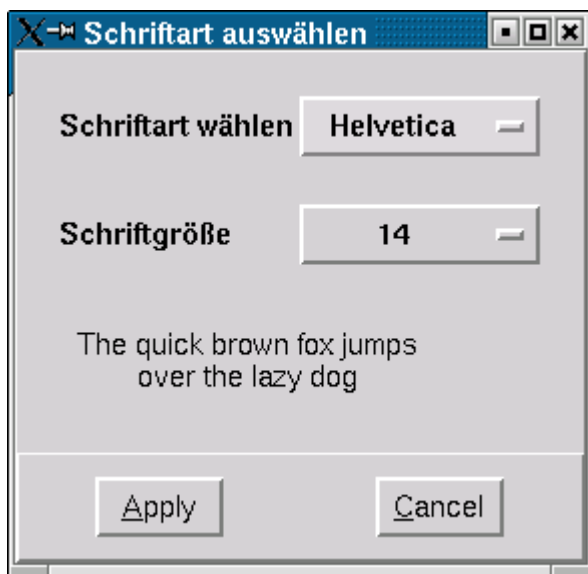 Schriftart auswählen
Schriftart wählen Helvetica
Schriftgröße 14
The quick brown fox jumps
over the lazy dog
Apply Cancel